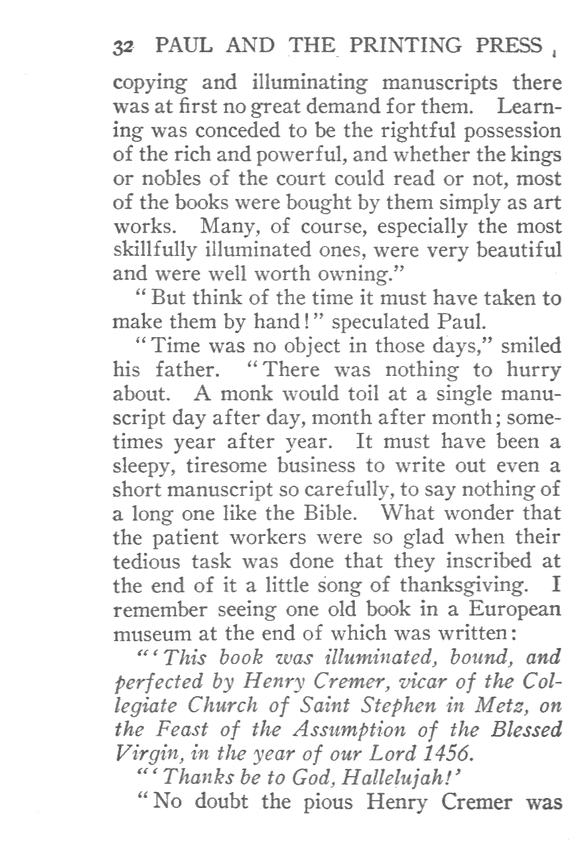 32 PAUL AND THE PRINTING PRESS
copying and illuminating manuscripts there
was at first no great demand for them. Learn-
ing was conceded to be the rightful possession
of the rich and powerful, and whether the kings
or nobles of the court could read or not, most
of the books were bought by them simply as art
works. Many, of course, especially the most
skillfully illuminated ones, were very beautiful
and were well worth owning.”
“But think of the time it must have taken to
make them by hand!” speculated Paul.
“Time was no object in those days,” smiled
his father. “There was nothing to hurry
about. A monk would toil at a single manu-
script day after day, month after month; some-
times year after year. It must have been a
sleepy, tiresome business to write out even a
short manuscript so carefully, to say nothing of
a long one like the Bible. What wonder that
the patient workers were so glad when their
tedious task was done that they inscribed at
the end of it a little song of thanksgiving. I
remember seeing one old book in a European
museum at the end of which was written:
“‘This book was illuminated, bound, and
perfected by Henry Cremer, vicar of the Col-
legiate Church of Saint Stephen in Metz, on
the Feast of the Assumption of the Blessed
Virgin, in the year of our Lord 1456.
“‘Thanks be to God, Hallelujah!’
“No doubt the pious Henry Cremer was